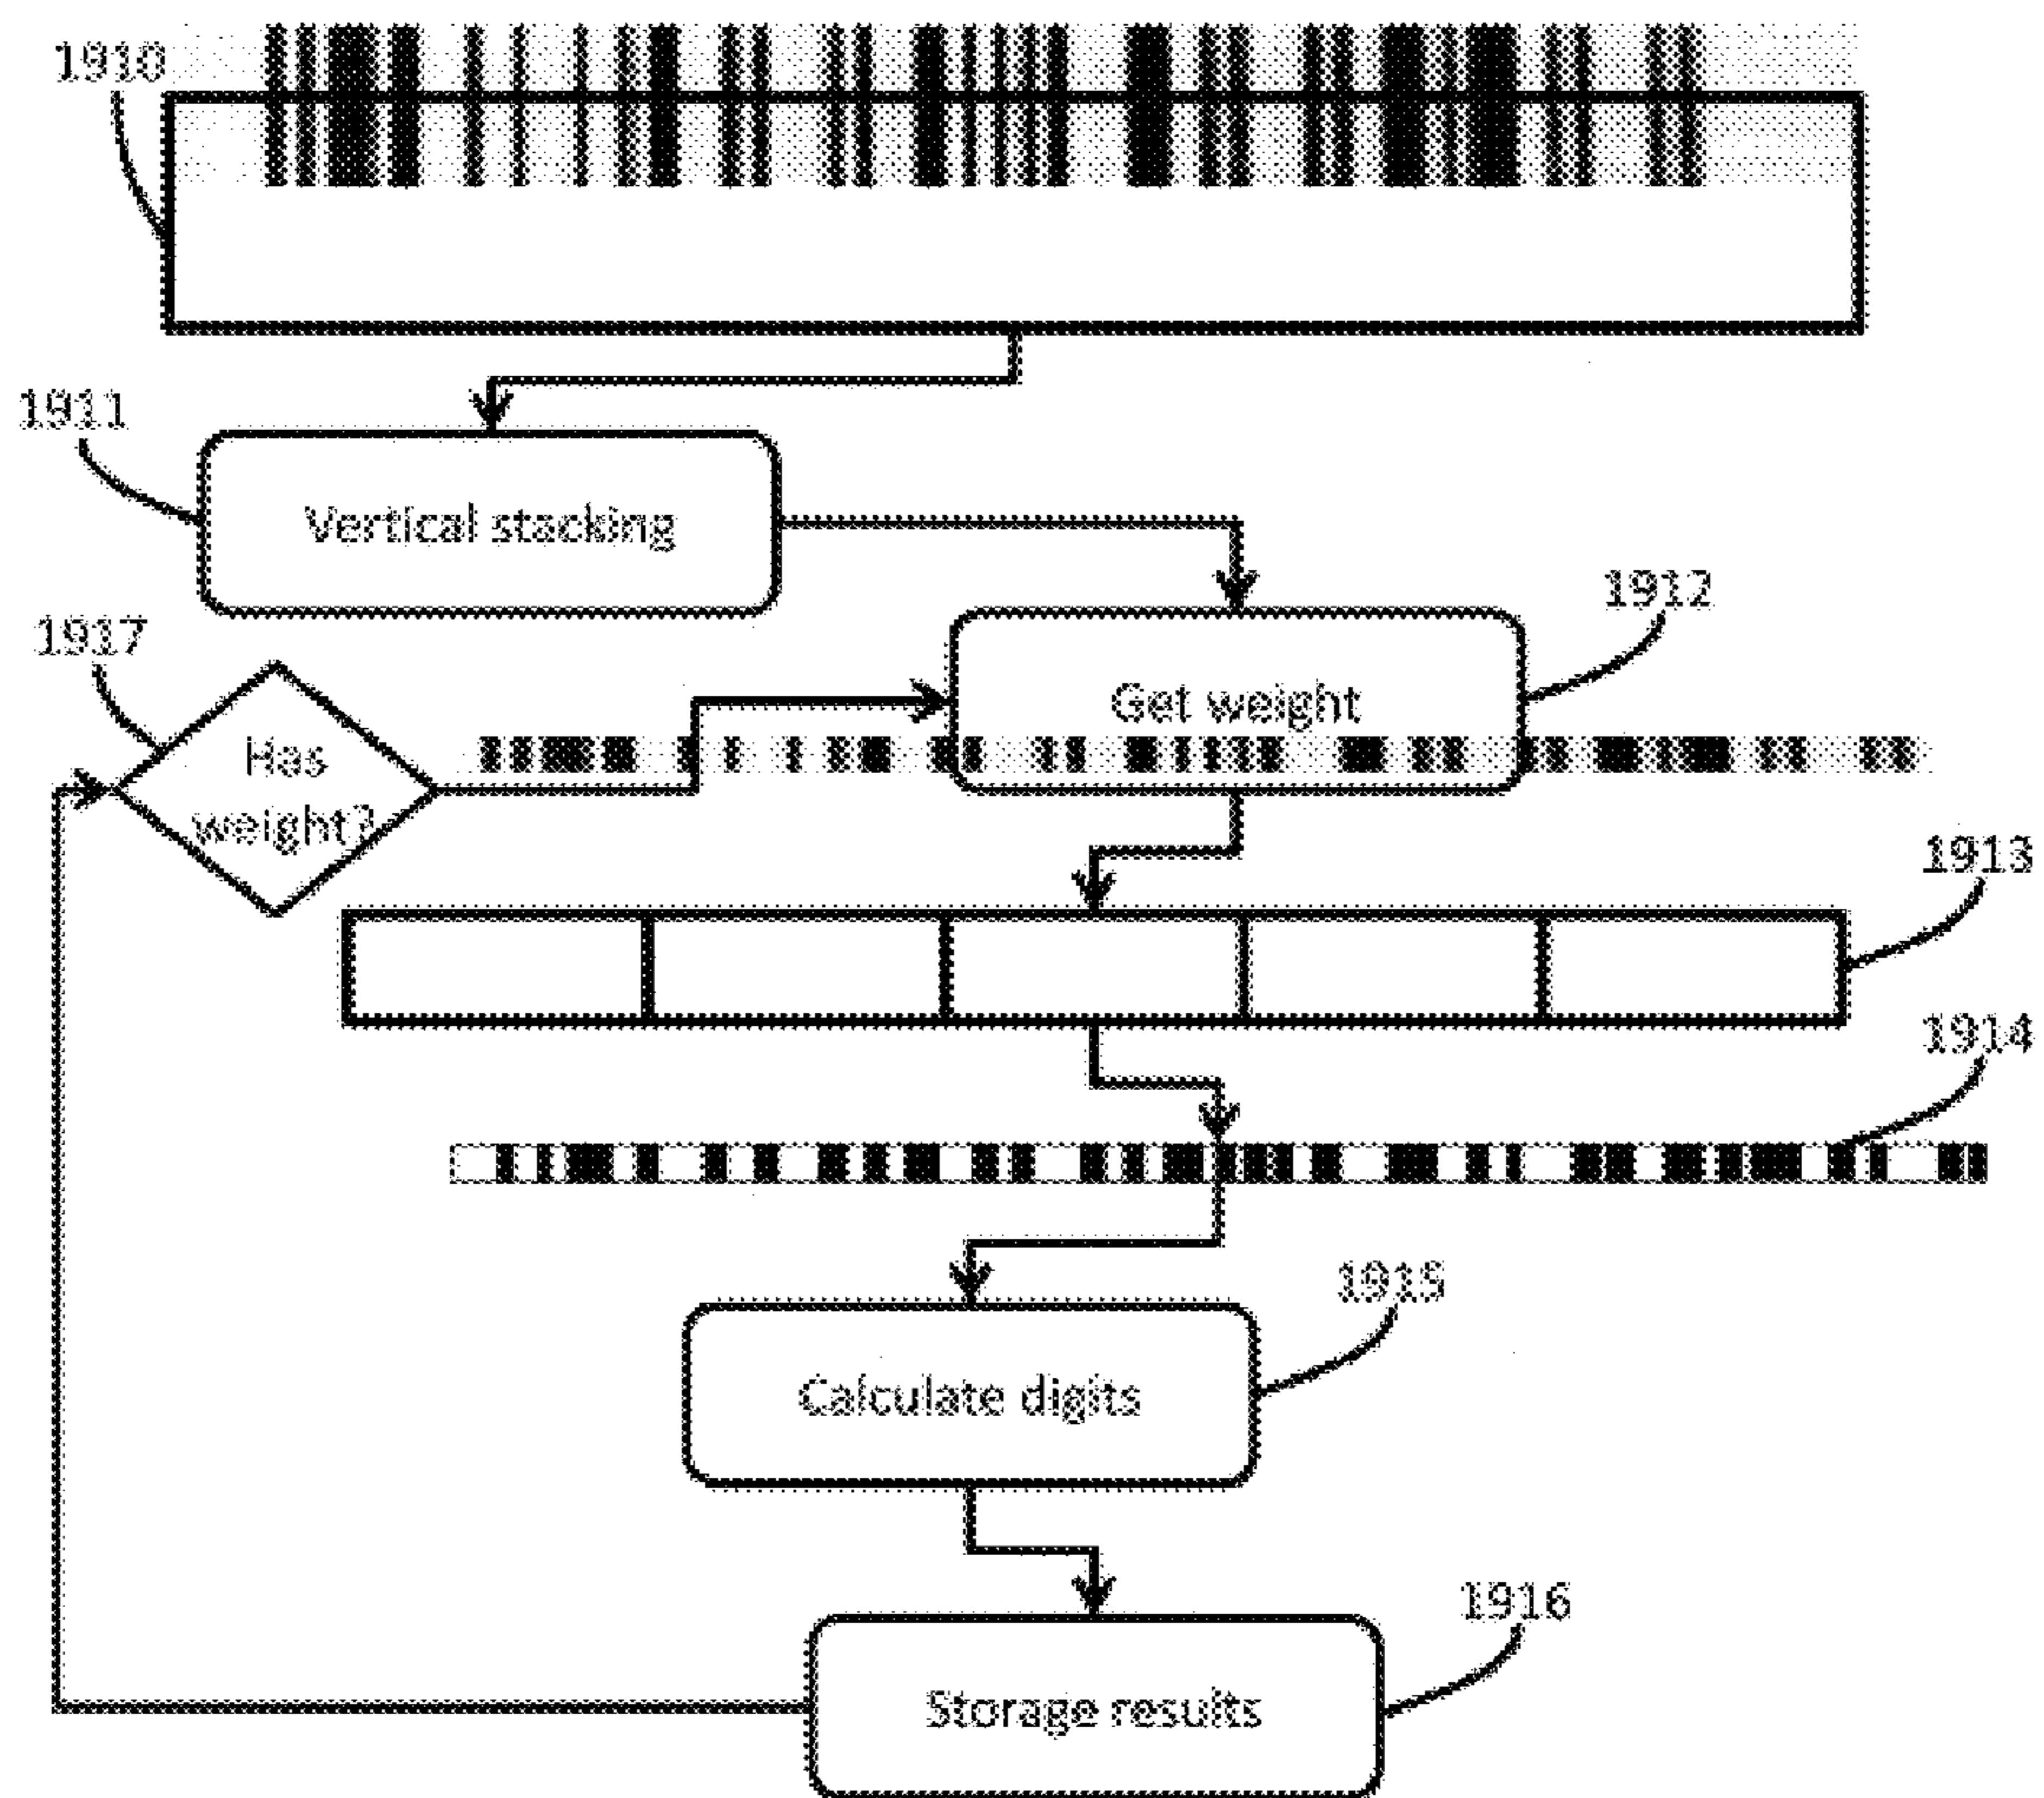 1910
1911
Vertical stacking
1912
1917
Get weight
Has
weight?
1913
1914
1915
Calculate digits
1916
Storage results